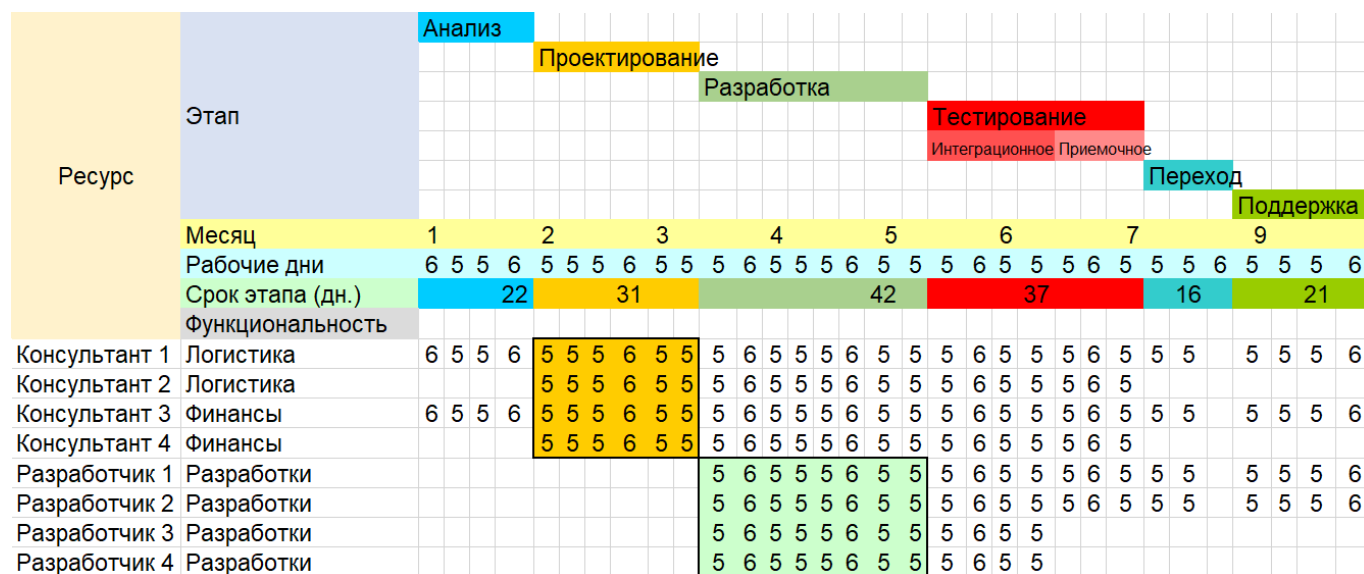 Анализ
Проектирование
Разработка
Этап
Тестирование
Интеграционное Приемочное
Ресурс
Переход
Поддержка
Месяц 1 2 3 4 5 6 7 9
Рабочие дни 6 5 5 6 5 5 5 6 5 5 5 6 5 5 5 6 5 5 5 6 5 5 5 6 5 5 5 6 5 5 5 6
Срок этапа (дн.) 22 31 42 37 16 21
Функциональность
Консультант 1 Логистика 6 5 5 6 5 5 5 6 5 5 5 6 5 5 5 6 5 5 5 6 5 5 5 6 5 5 5 5 5 5 6
Консультант 2 Логистика 5 5 5 6 5 5 5 6 5 5 5 6 5 5 5 6 5 5 5 6 5
Консультант 3 Финансы 6 5 5 6 5 5 5 6 5 5 5 6 5 5 5 6 5 5 5 6 5 5 5 6 5 5 5 5 5 5 6
Консультант 4 Финансы 5 5 5 6 5 5 5 6 5 5 5 6 5 5 5 6 5 5 5 6 5
Разработчик 1 Разработки 5 6 5 5 5 6 5 5 5 6 5 5 5 6 5 5 5 5 5 5 6
Разработчик 2 Разработки 5 6 5 5 5 6 5 5 5 6 5 5 5 6 5 5 5 5 5 5 6
Разработчик 3 Разработки 5 6 5 5 5 6 5 5 5 6 5 5
Разработчик 4 Разработки 5 6 5 5 5 6 5 5 5 6 5 5